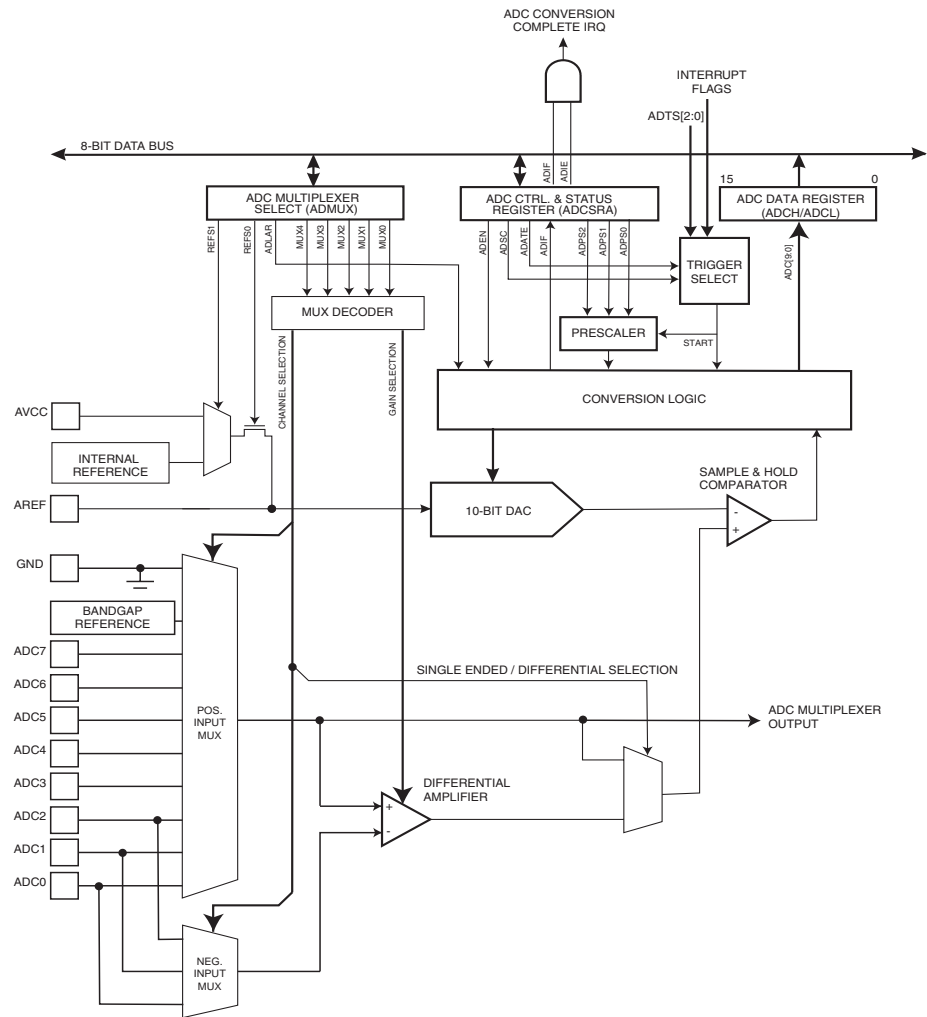 ADC CONVERSION
COMPLETE IRQ
INTERRUPT
FLAGS
ADTS[2:0]
8-BIT DATA BUS
ADIF
ADIE
15
0
ADC MULTIPLEXER
SELECT (ADMUX)
ADC CTRL. & STATUS
REGISTER (ADCSRA)
ADC DATA REGISTER
(ADCH/ADCL)
REFS1
REFS0
ADLAR
MUX4
MUX3
MUX2
MUX1
MUX0
ADEN
ADSC
ADATE
ADIF
ADPS2
ADPS1
ADPS0
ADC[9:0]
TRIGGER
SELECT
MUX DECODER
PRESCALER
START
CHANNEL SELECTION
GAIN SELECTION
CONVERSION LOGIC
AVCC
INTERNAL
REFERENCE
SAMPLE & HOLD
COMPARATOR
AREF
10-BIT DAC
-
+
GND
BANDGAP
REFERENCE
ADC7
SINGLE ENDED / DIFFERENTIAL SELECTION
ADC6
ADC5
POS.
INPUT
MUX
ADC MULTIPLEXER
OUTPUT
ADC4
ADC3
DIFFERENTIAL
AMPLIFIER
+
-
ADC2
ADC1
ADC0
NEG.
INPUT
MUX